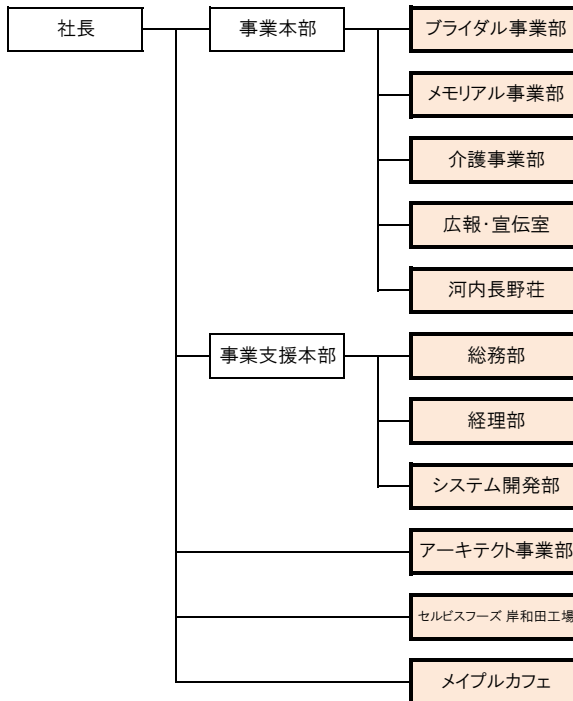 社長
事業本部
ブライダル事業部
メモリアル事業部
介護事業部
広報・宣伝室
河内長野荘
事業支援本部
総務部
経理部
システム開発部
アーキテクト事業部
セルビスフーズ 岸和田工場
メイプルカフェ